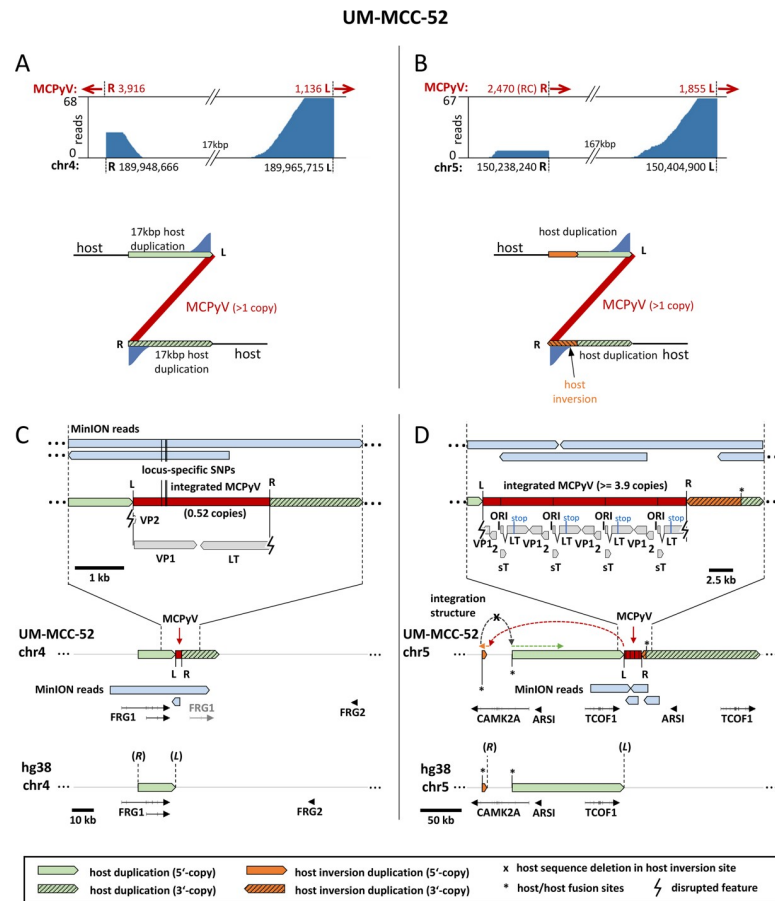 UM-MCC-52
A
MCPyV: R 3,916 1,136 L
68
reads
0
17kbp
chr4: R 189,948,666 189,965,715 L
17kbp host
duplication
host
L
MCPyV (>1 copy)
R
17kbp host
duplication
host
B
MCPyV: 2,470 (RC) R 1,855 L
67
reads
0
167kbp
chr5: 150,238,240 R 150,404,900 L
host duplication
host
L
MCPyV (>1 copy)
R
host duplication host
host
inversion
C
MinION reads
locus-specific SNPs
L integrated MCPyV R
(0.52 copies)
VP2
VP1 LT
1 kb
MCPyV
UM-MCC-52
chr4
L R
MinION reads
FRG1 FRG1
FRG2
hg38
chr4
(R) (L)
10 kb
FRG1 FRG2
D
L integrated MCPyV (>= 3.9 copies) R *
ORI stop ORI stop ORI stop ORI stop
VP1 2 LT VP1 2 LT VP1 2 LT VP1 2 LT
sT sT sT sT
2.5 kb
integration
structure
x
MCPyV
UM-MCC-52
chr5
*
* * L R
MinION reads
CAMK2A ARSI TCOF1 ARSI TCOF1
hg38
chr5
(R) (L)
* *
50 kb
CAMK2A ARSI TCOF1
host duplication (5'-copy)
host duplication (3'-copy)
host inversion duplication (5'-copy)
host inversion duplication (3'-copy)
x host sequence deletion in host inversion site
* host/host fusion sites disrupted feature